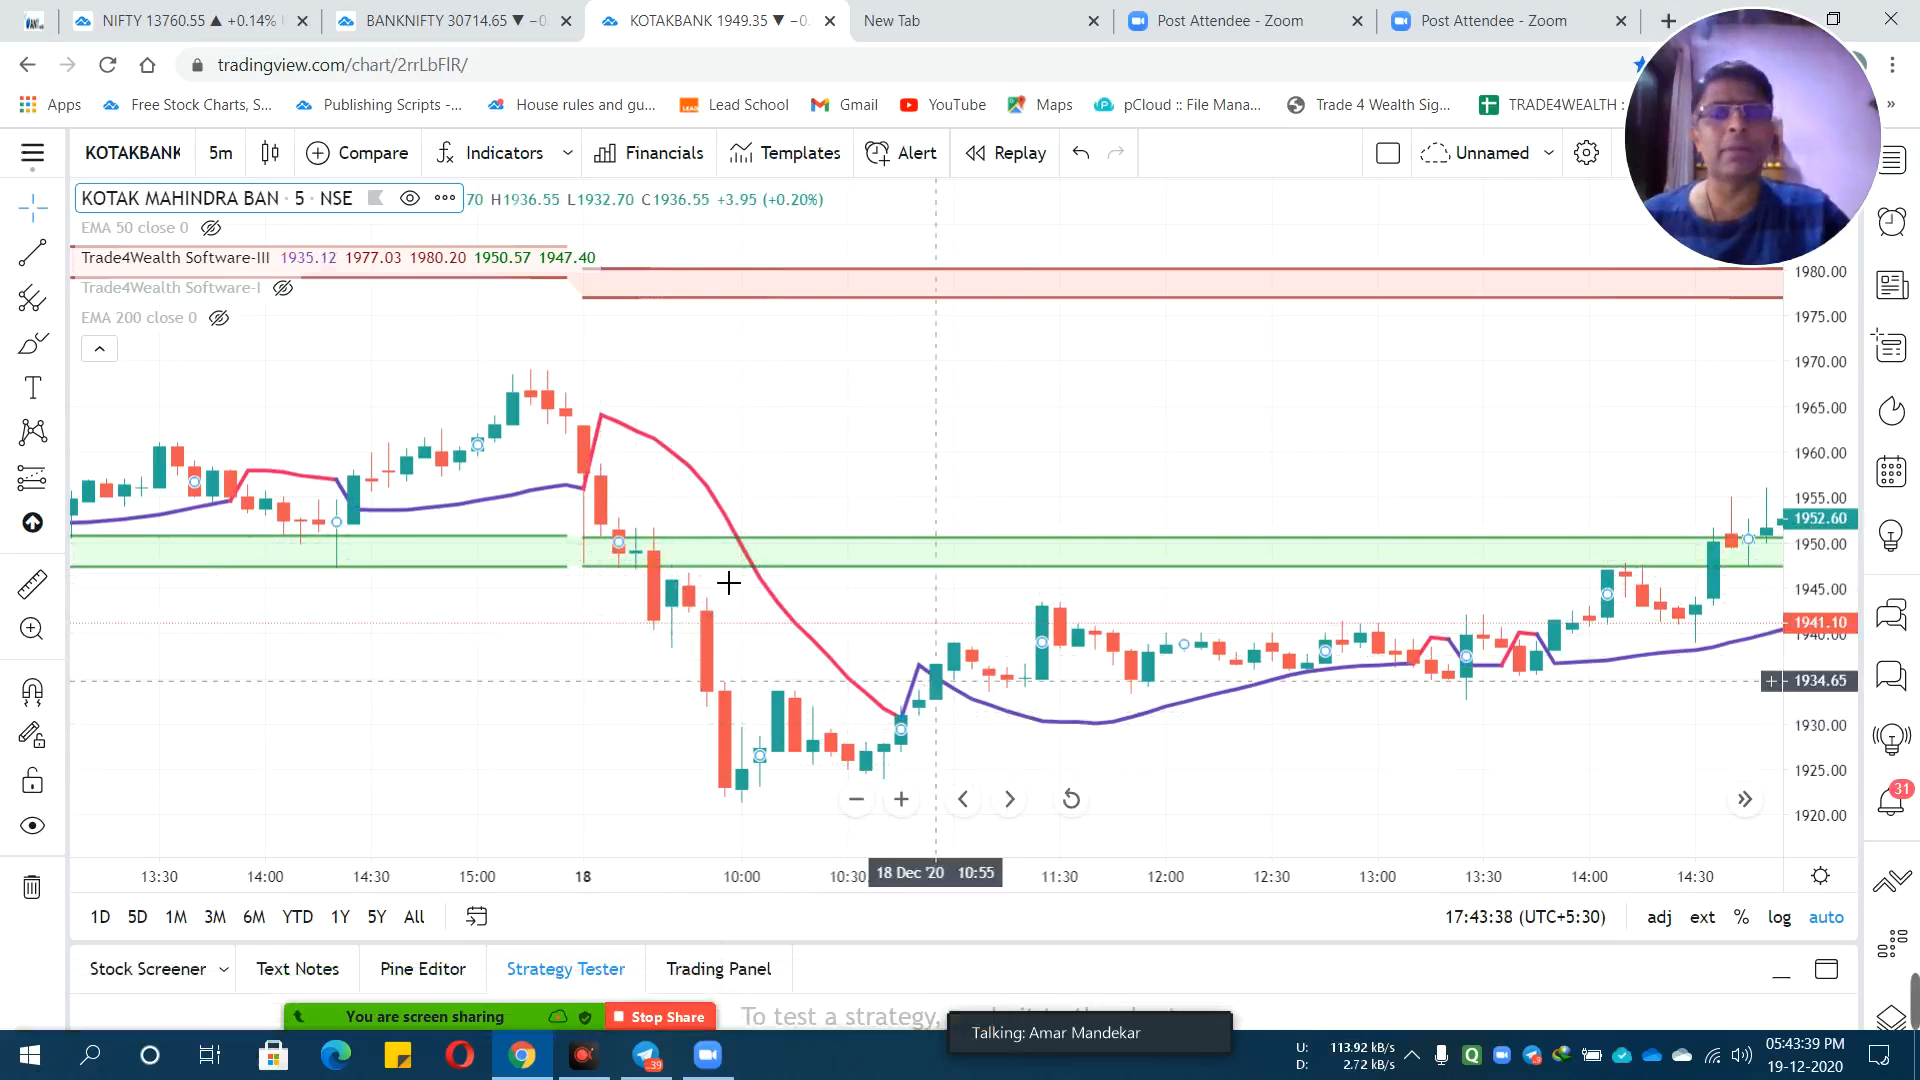 NIFTY 13760.55 ▲ +0.14%
BANKNIFTY 30714.65 ▼ −0.
KOTAKBANK 1949.35 ▼ −0.
New Tab
Post Attendee - Zoom
Post Attendee - Zoom
tradingview.com/chart/2rrLbFlR/
Apps
Free Stock Charts, S...
Publishing Scripts -...
House rules and gu...
Lead School
Gmail
YouTube
Maps
pCloud :: File Mana...
Trade 4 Wealth Sig...
TRADE4WEALTH :
»
KOTAKBANK
5m
Compare
Indicators
Financials
Templates
Alert
Replay
Unnamed
KOTAK MAHINDRA BAN · 5 · NSE
70 H1936.55 L1932.70 C1936.55 +3.95 (+0.20%)
EMA 50 close 0
Trade4Wealth Software-III 1935.12 1977.03 1980.20 1950.57 1947.40
Trade4Wealth Software-I
EMA 200 close 0
1980.00
1975.00
1970.00
1965.00
1960.00
1955.00
1952.60
1950.00
1945.00
1941.10
1940.00
1934.65
1930.00
1925.00
1920.00
31
13:30
14:00
14:30
15:00
18
10:00
10:30
18 Dec '20 10:55
11:30
12:00
12:30
13:00
13:30
14:00
14:30
1D 5D 1M 3M 6M YTD 1Y 5Y All
17:43:38 (UTC+5:30)
adj ext % log auto
Stock Screener
Text Notes
Pine Editor
Strategy Tester
Trading Panel
To test a strategy,
You are screen sharing
Stop Share
Talking: Amar Mandekar
U: 113.92 kB/s
D: 2.72 kB/s
05:43:39 PM
19-12-2020